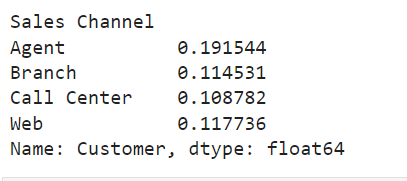 Sales Channel
Agent 0.191544
Branch 0.114531
Call Center 0.108782
Web 0.117736
Name: Customer, dtype: float64